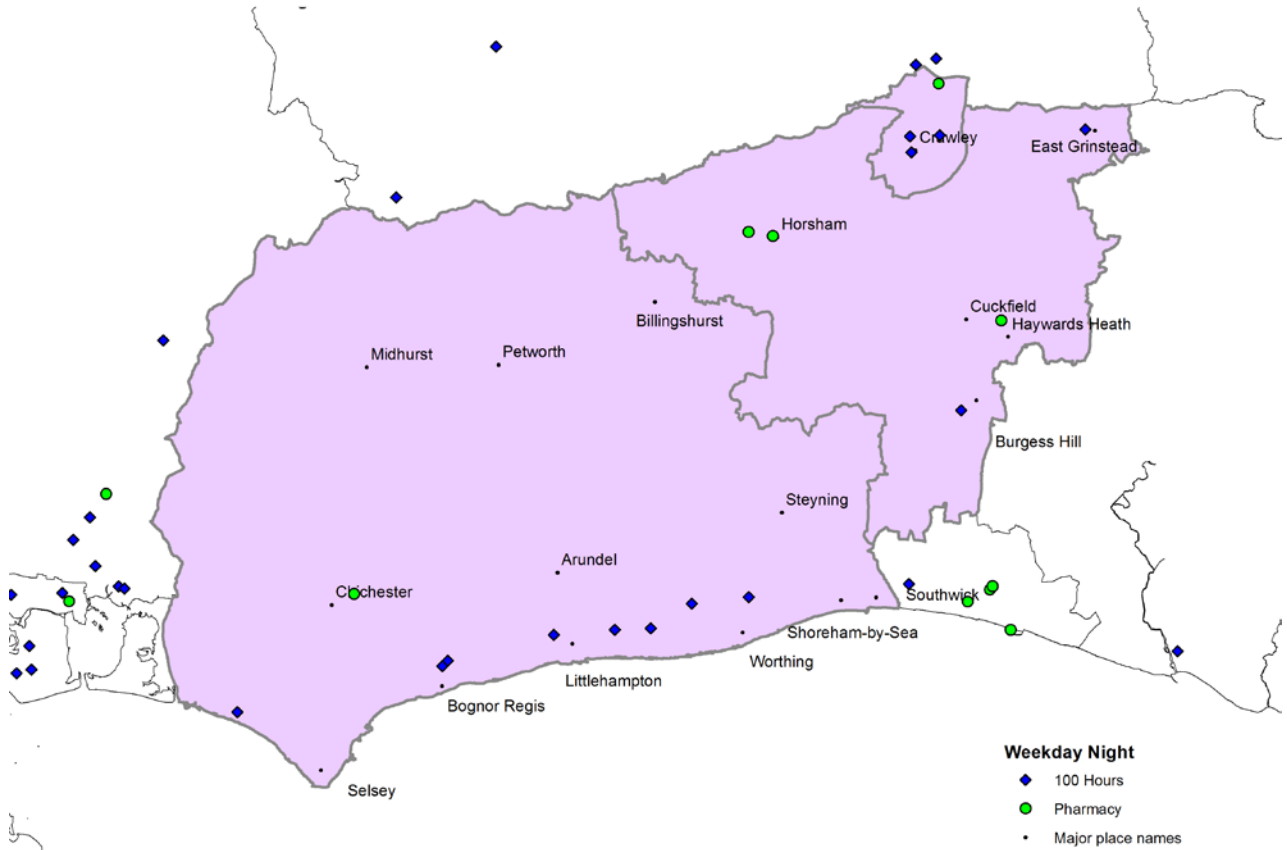 Crawley
East Grinstead
Horsham
Cuckfield
Haywards Heath
Billingshurst
Midhurst
Petworth
Burgess Hill
Steyning
Arundel
Chichester
Southwick
Shoreham-by-Sea
Worthing
Littlehampton
Bognor Regis
Selsey
Weekday Night
100 Hours
Pharmacy
Major place names